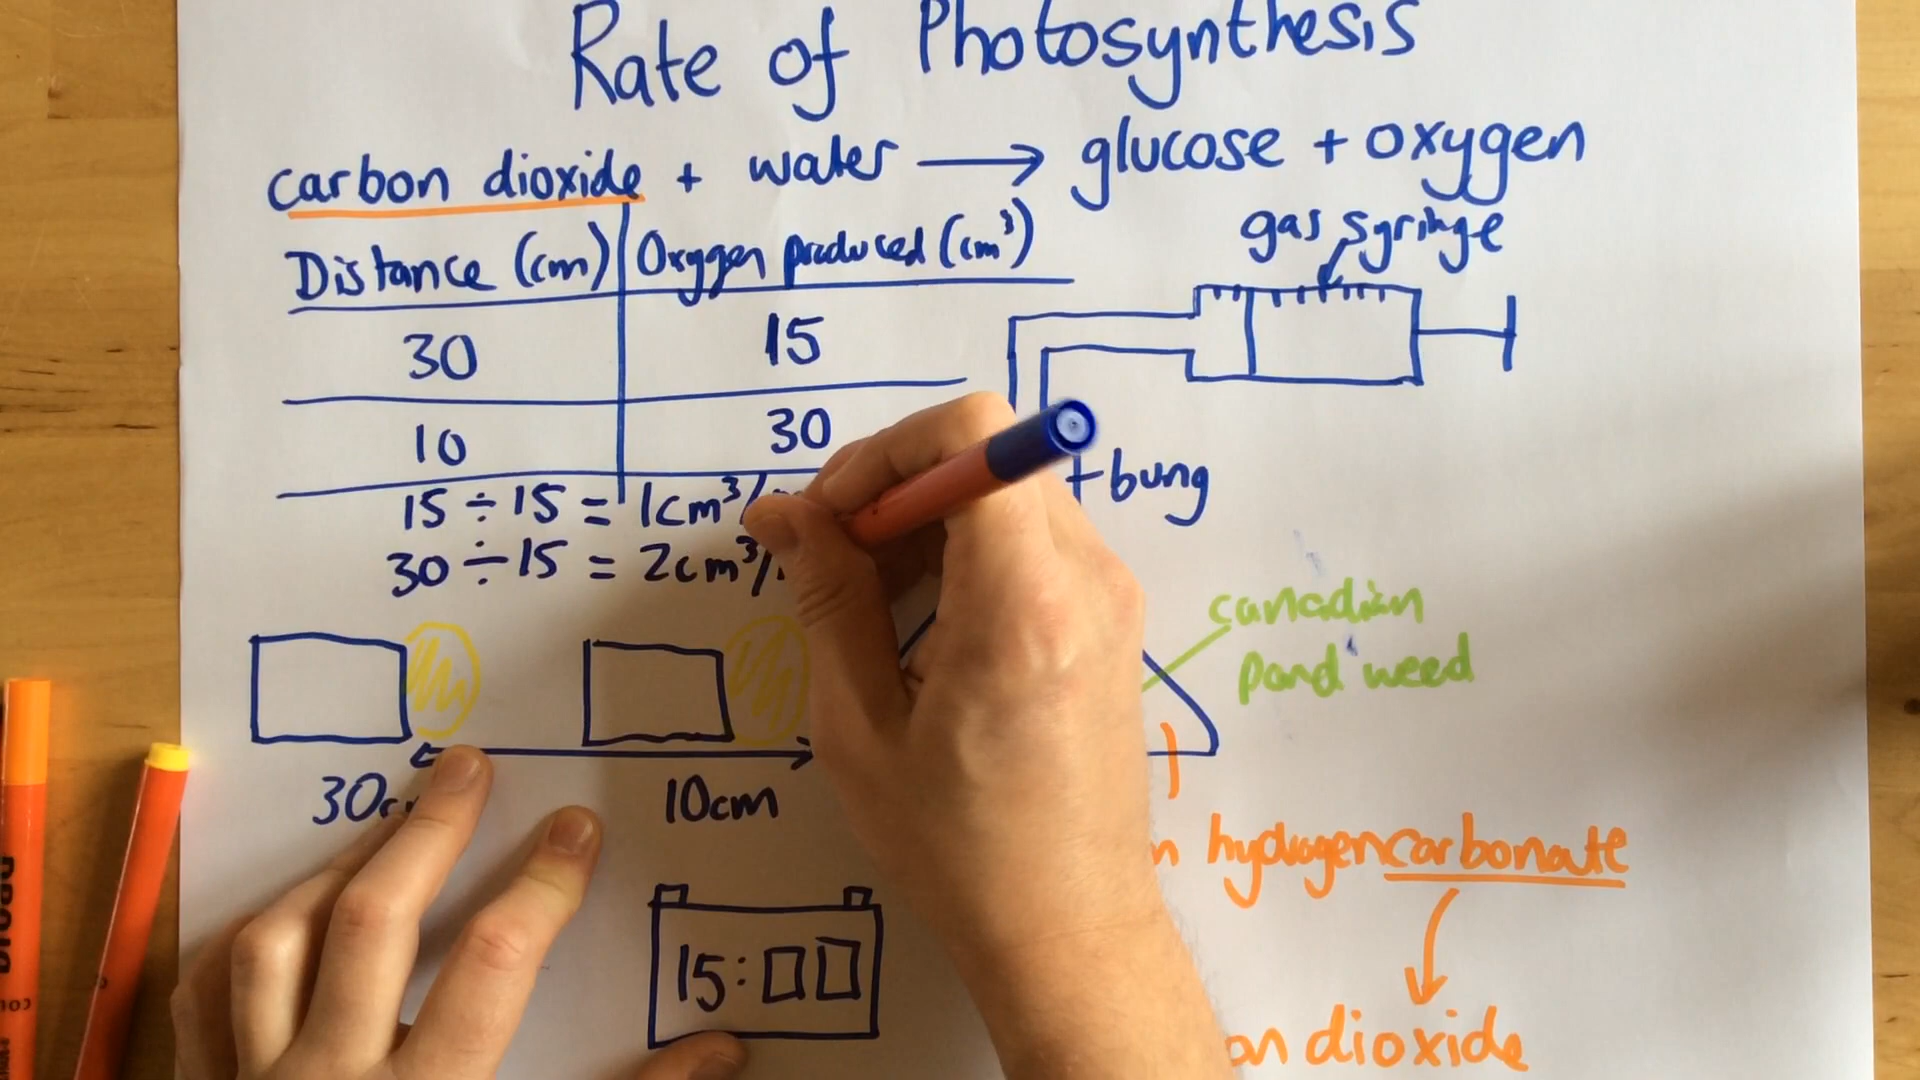 Rate of Photosynthesis
carbon dioxide + water → glucose + oxygen
Distance (cm) Oxygen produced (cm³)
30 15
10 30
15 ÷ 15 = 1cm³/
30 ÷ 15 = 2cm³/
gas syringe
bung
canadian
pond weed
30c
10cm
15:00
hydrogencarbonate
dioxide